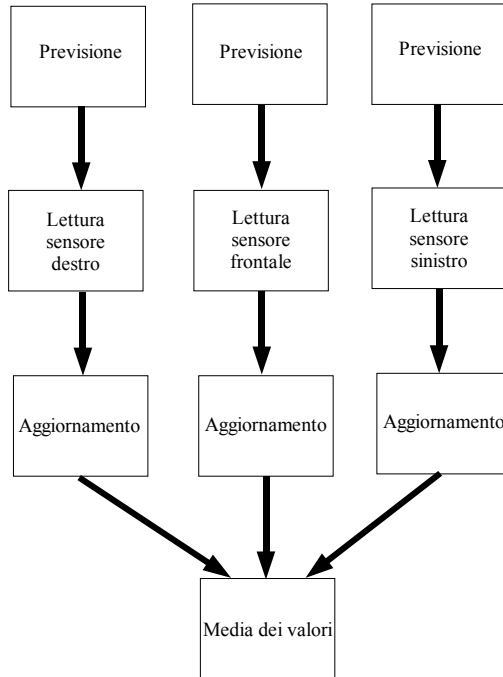 Previsione
Previsione
Previsione
Lettura
sensore
destro
Lettura
sensore
frontale
Lettura
sensore
sinistro
Aggiornamento
Aggiornamento
Aggiornamento
Media dei valori